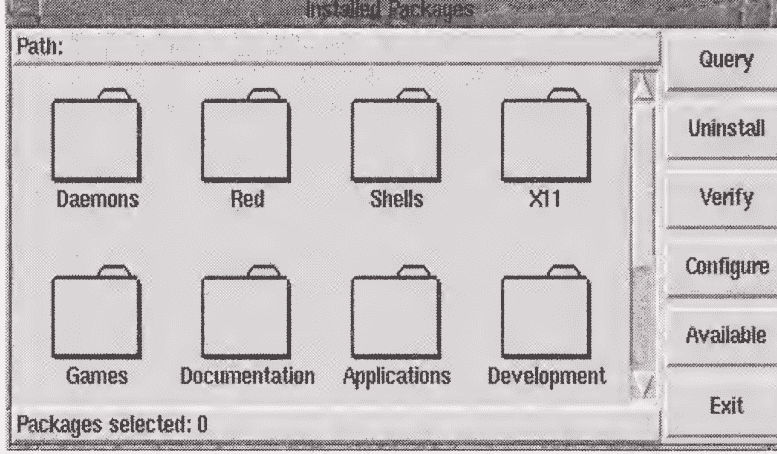 Installed Packages
Path:
Query
Uninstall
Daemons Red Shells X11
Verify
Configure
Available
Games Documentation Applications Development
Exit
Packages selected: 0